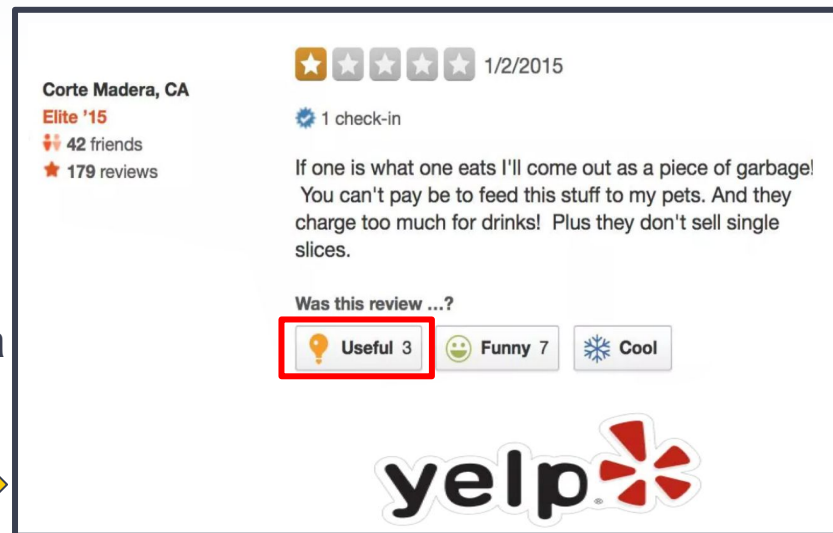 1/2/2015
Corte Madera, CA
Elite '15
42 friends
179 reviews
1 check-in
If one is what one eats I'll come out as a piece of garbage!
You can't pay be to feed this stuff to my pets. And they
charge too much for drinks! Plus they don't sell single
slices.
Was this review ...?
Useful 3
Funny 7
Cool
yelp